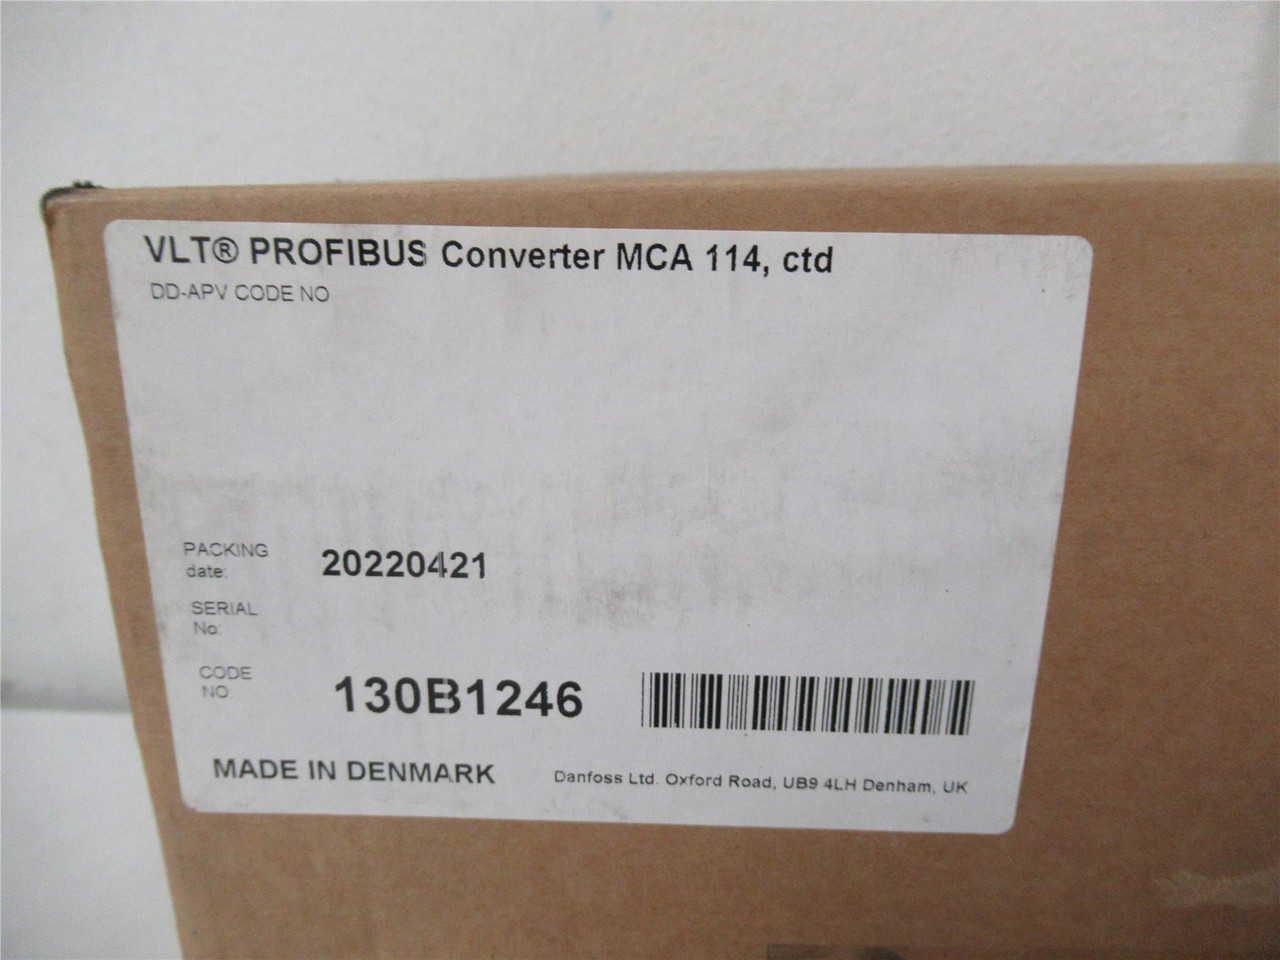 VLT® PROFIBUS Converter MCA 114, ctd
DD-APV CODE NO
PACKING
date: 20220421
SERIAL
No:
CODE
NO: 130B1246
MADE IN DENMARK
Danfoss Ltd. Oxford Road, UB9 4LH Denham, UK